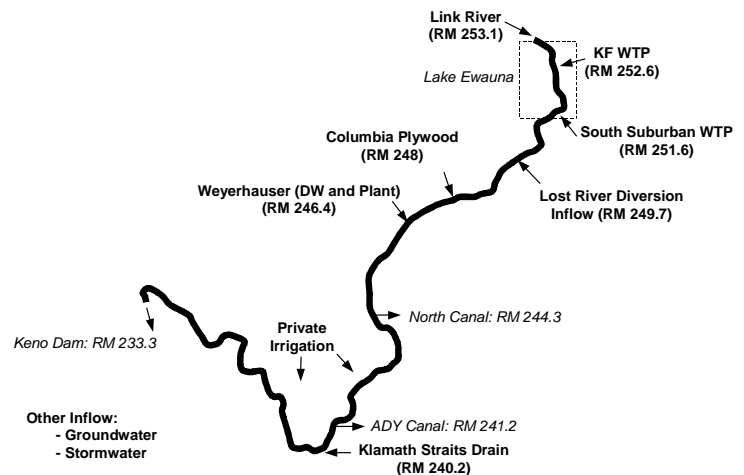 Link River
(RM 253.1)
KF WTP
(RM 252.6)
Lake Ewauna
South Suburban WTP
(RM 251.6)
Columbia Plywood
(RM 248)
Weyerhauser (DW and Plant)
(RM 246.4)
Lost River Diversion
Inflow (RM 249.7)
North Canal: RM 244.3
Private
Irrigation
Keno Dam: RM 233.3
Other Inflow:
- Groundwater
- Stormwater
ADY Canal: RM 241.2
Klamath Straits Drain
(RM 240.2)